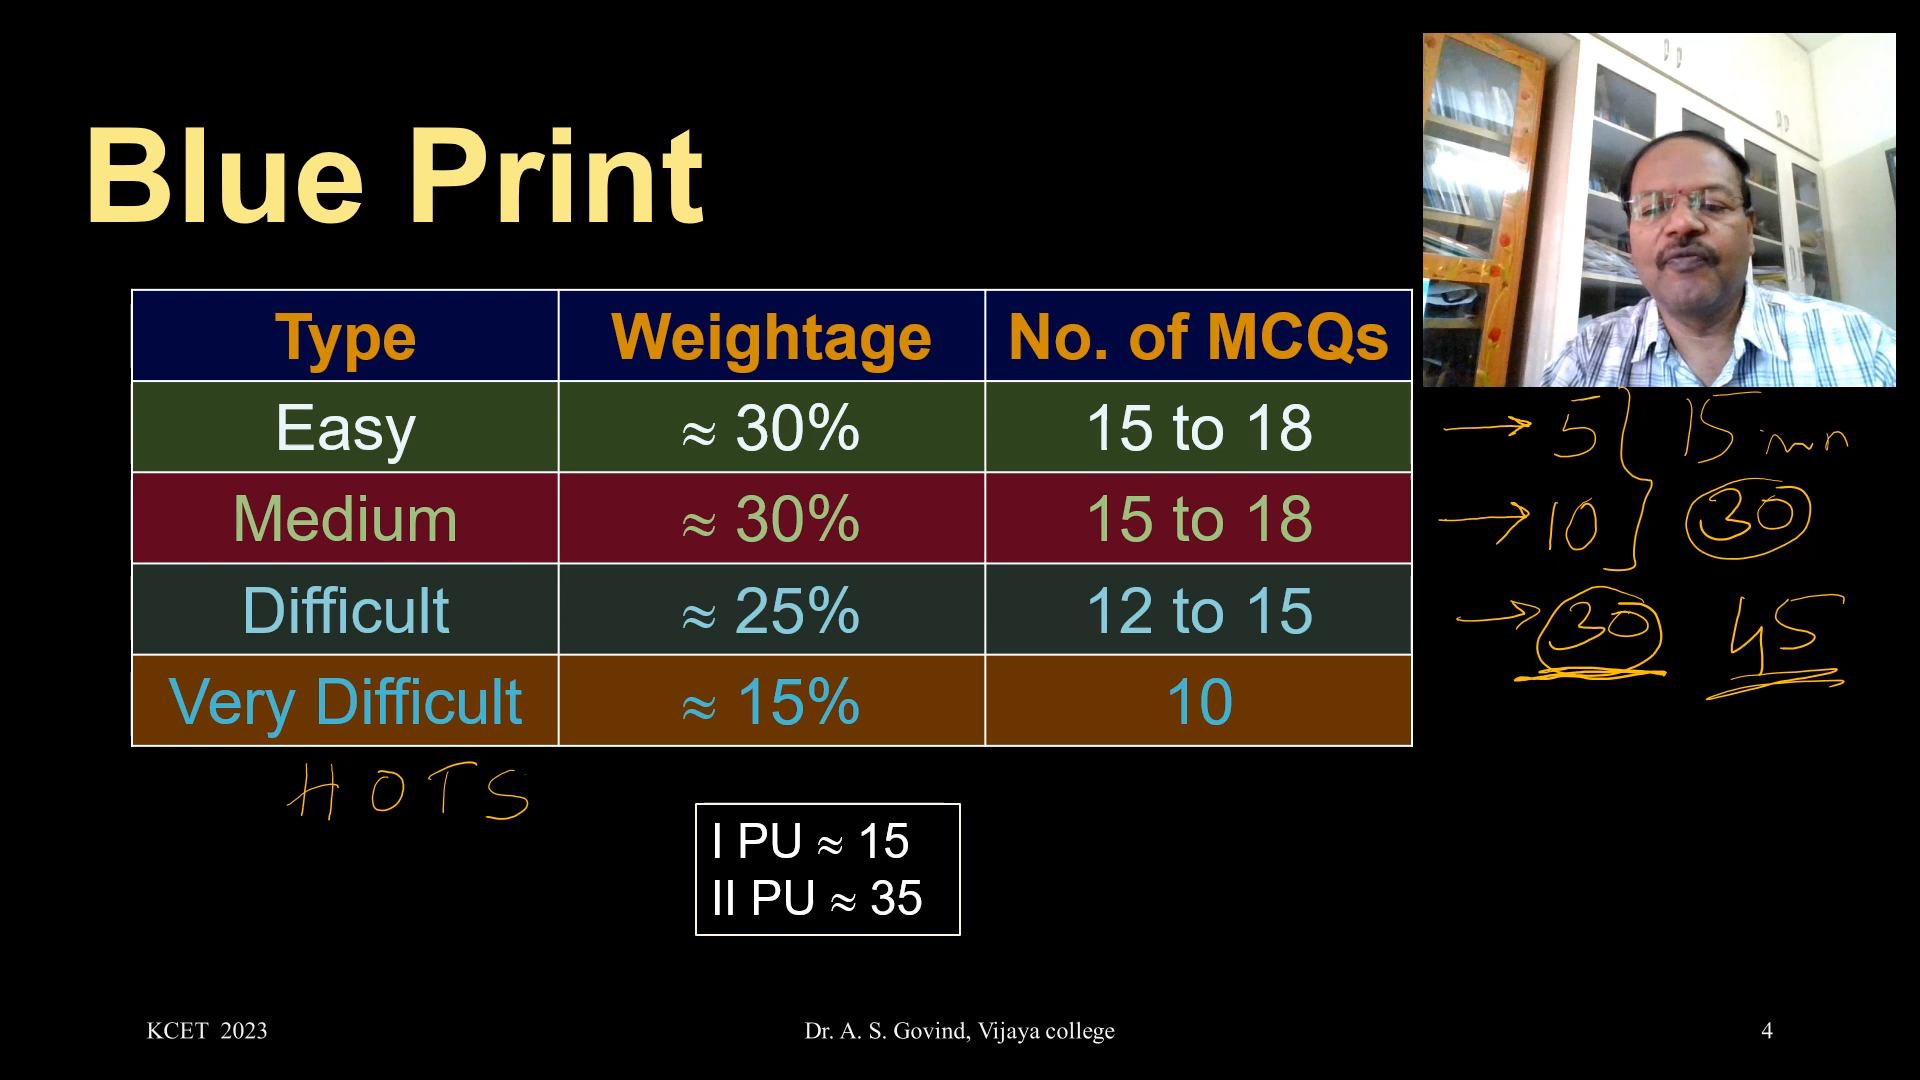 Blue Print
Type Weightage No. of MCQs
Easy ≈ 30% 15 to 18
Medium ≈ 30% 15 to 18
Difficult ≈ 25% 12 to 15
Very Difficult ≈ 15% 10
→ 5 } 15 min
→ 10 30
→ 30 45
HOTS
I PU ≈ 15
II PU ≈ 35
KCET 2023 Dr. A. S. Govind, Vijaya college 4